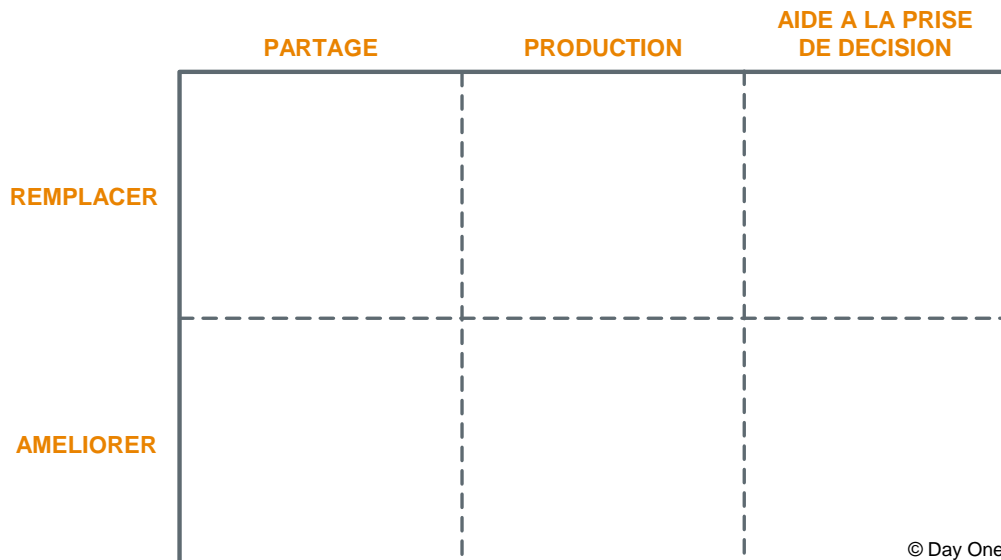 PARTAGE
PRODUCTION
AIDE A LA PRISE
DE DECISION
REMPLACER
AMELIORER
© Day One